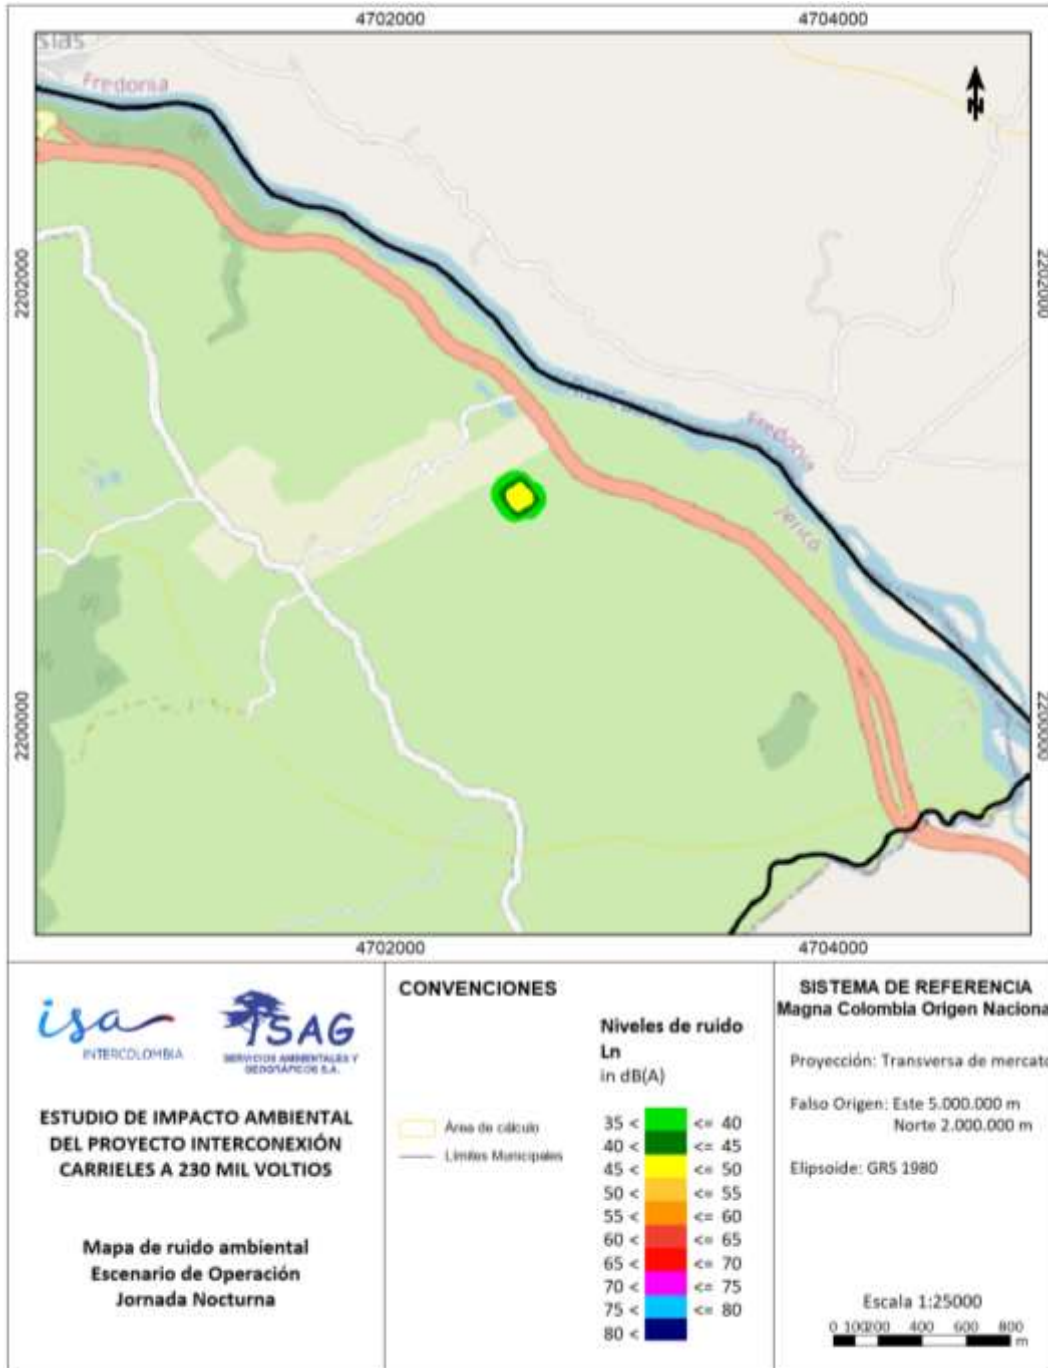 4702000
4704000
Fredonia
2202000
2202000
Fredonia
Jericó
2200000
2200000
4702000
4704000
N
isa
INTERCOLOMBIA
SAG
SERVICIOS AMBIENTALES Y
GEOGRÁFICOS S.A.
ESTUDIO DE IMPACTO AMBIENTAL
DEL PROYECTO INTERCONEXIÓN
CARRIELES A 230 MIL VOLTIOS
Mapa de ruido ambiental
Escenario de Operación
Jornada Nocturna
CONVENCIONES
Área de cálculo
Límites Municipales
Niveles de ruido
Ln
in dB(A)
35 < <= 40
40 < <= 45
45 < <= 50
50 < <= 55
55 < <= 60
60 < <= 65
65 < <= 70
70 < <= 75
75 < <= 80
80 <
SISTEMA DE REFERENCIA
Magna Colombia Origen Naciona
Proyección: Transversa de mercato
Falso Origen: Este 5.000.000 m
Norte 2.000.000 m
Elipsoide: GRS 1980
Escala 1:25000
0 100200 400 600 800
m